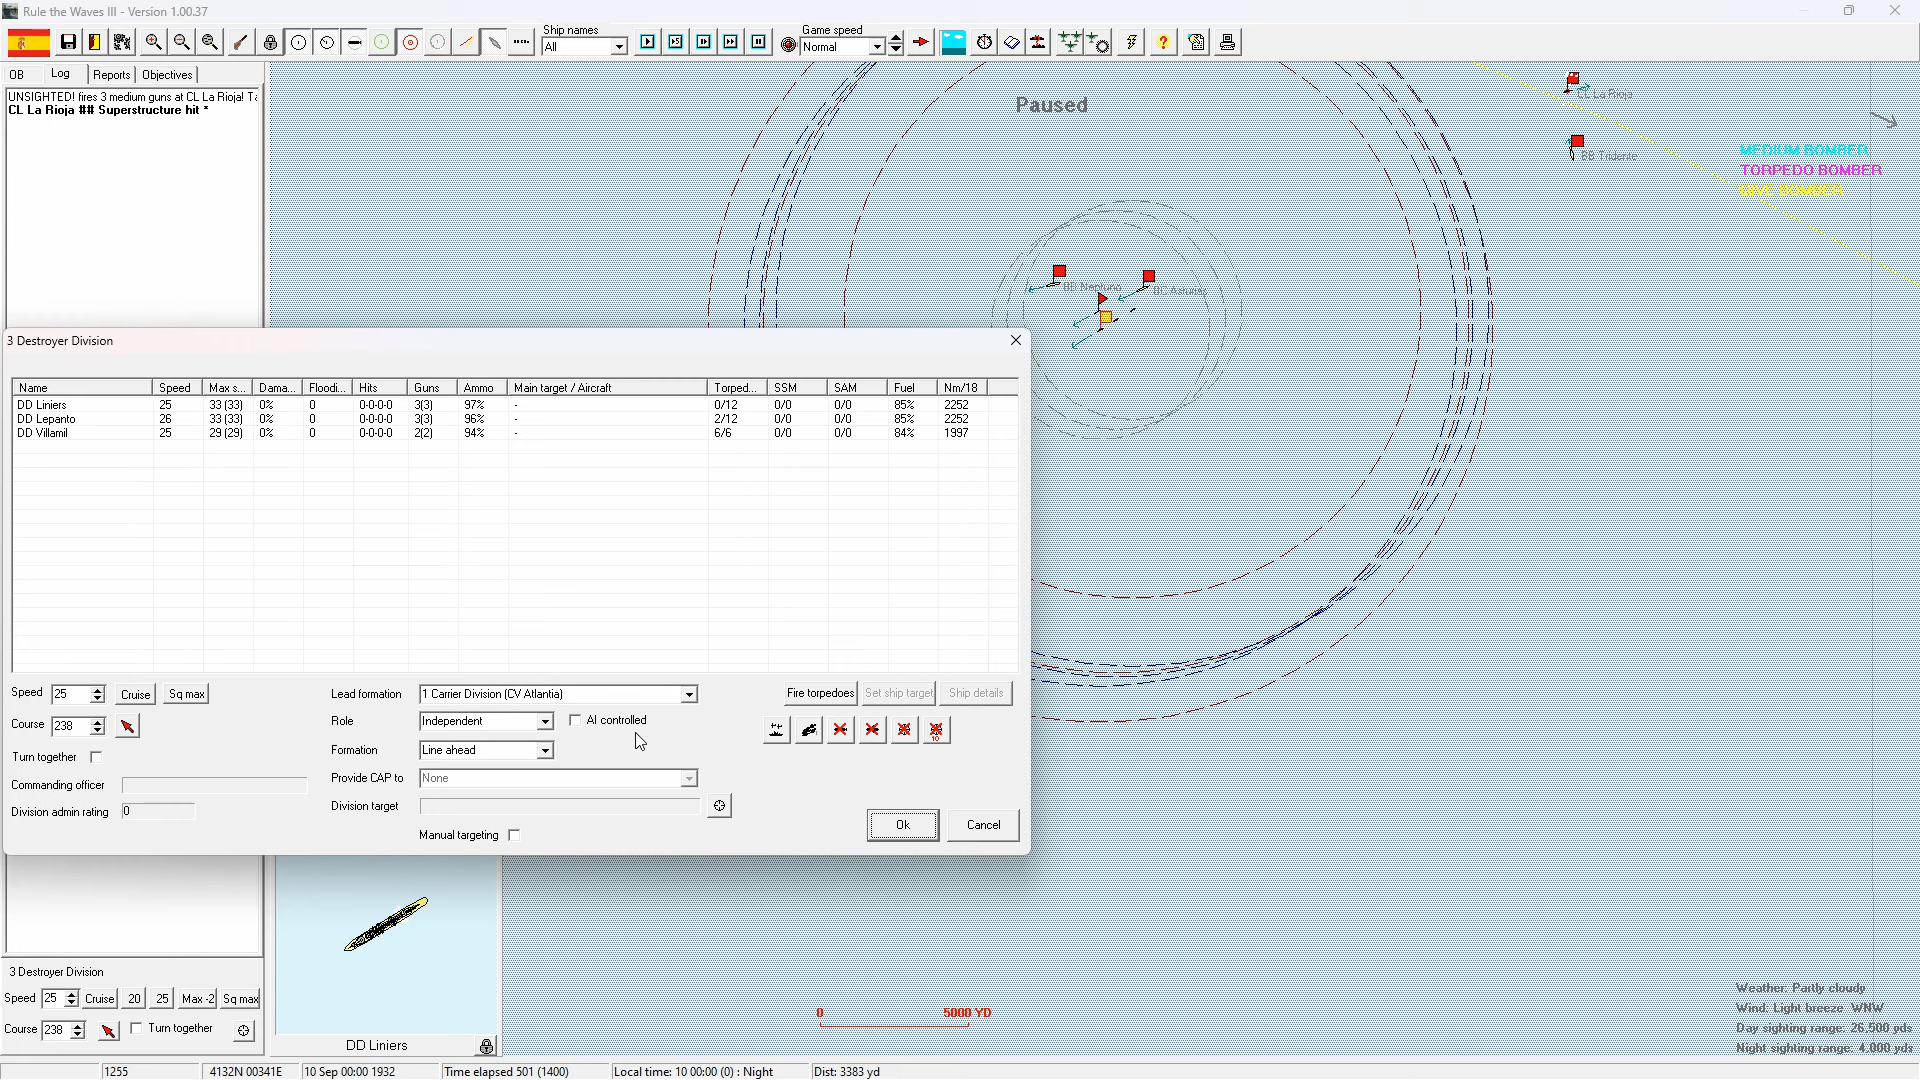 Rule the Waves III - Version 1.00.37
Ship names
All
Game speed
Normal
OB Log Reports Objectives
UNSIGHTED! fires 3 medium guns at CL La Rioja!
CL La Rioja ## Superstructure hit *
Paused
CL La Rioja
BB Tridente
MEDIUM BOMBER
TORPEDO BOMBER
DIVE BOMBER
BB Neptuno
BC Asturias
3 Destroyer Division
Name Speed Max s... Dama... Floodi... Hits Guns Ammo Main target / Aircraft Torped... SSM SAM Fuel Nm/18
DD Liniers 25 33 (33) 0% 0 0-0-0-0 3(3) 97% - 0/12 0/0 0/0 85% 2252
DD Lepanto 26 33 (33) 0% 0 0-0-0-0 3(3) 96% - 2/12 0/0 0/0 85% 2252
DD Villamil 25 29 (29) 0% 0 0-0-0-0 2(2) 94% - 6/6 0/0 0/0 84% 1997
Speed 25 Cruise Sq max
Course 238
Turn together
Commanding officer
Division admin rating 0
Lead formation 1 Carrier Division (CV Atlantia)
Role Independent AI controlled
Formation Line ahead
Provide CAP to None
Division target
Manual targeting
Fire torpedoes Set ship target Ship details
10
Ok Cancel
3 Destroyer Division
Speed 25 Cruise 20 25 Max -2 Sq max
Course 238 Turn together
DD Liniers
0 5000 YD
Weather: Partly cloudy
Wind: Light breeze WNW
Day sighting range: 26,500 yds
Night sighting range: 4,000 yds
1255 4132N 00341E 10 Sep 00:00 1932 Time elapsed 501 (1400) Local time: 10 00:00 (0) : Night Dist: 3383 yd